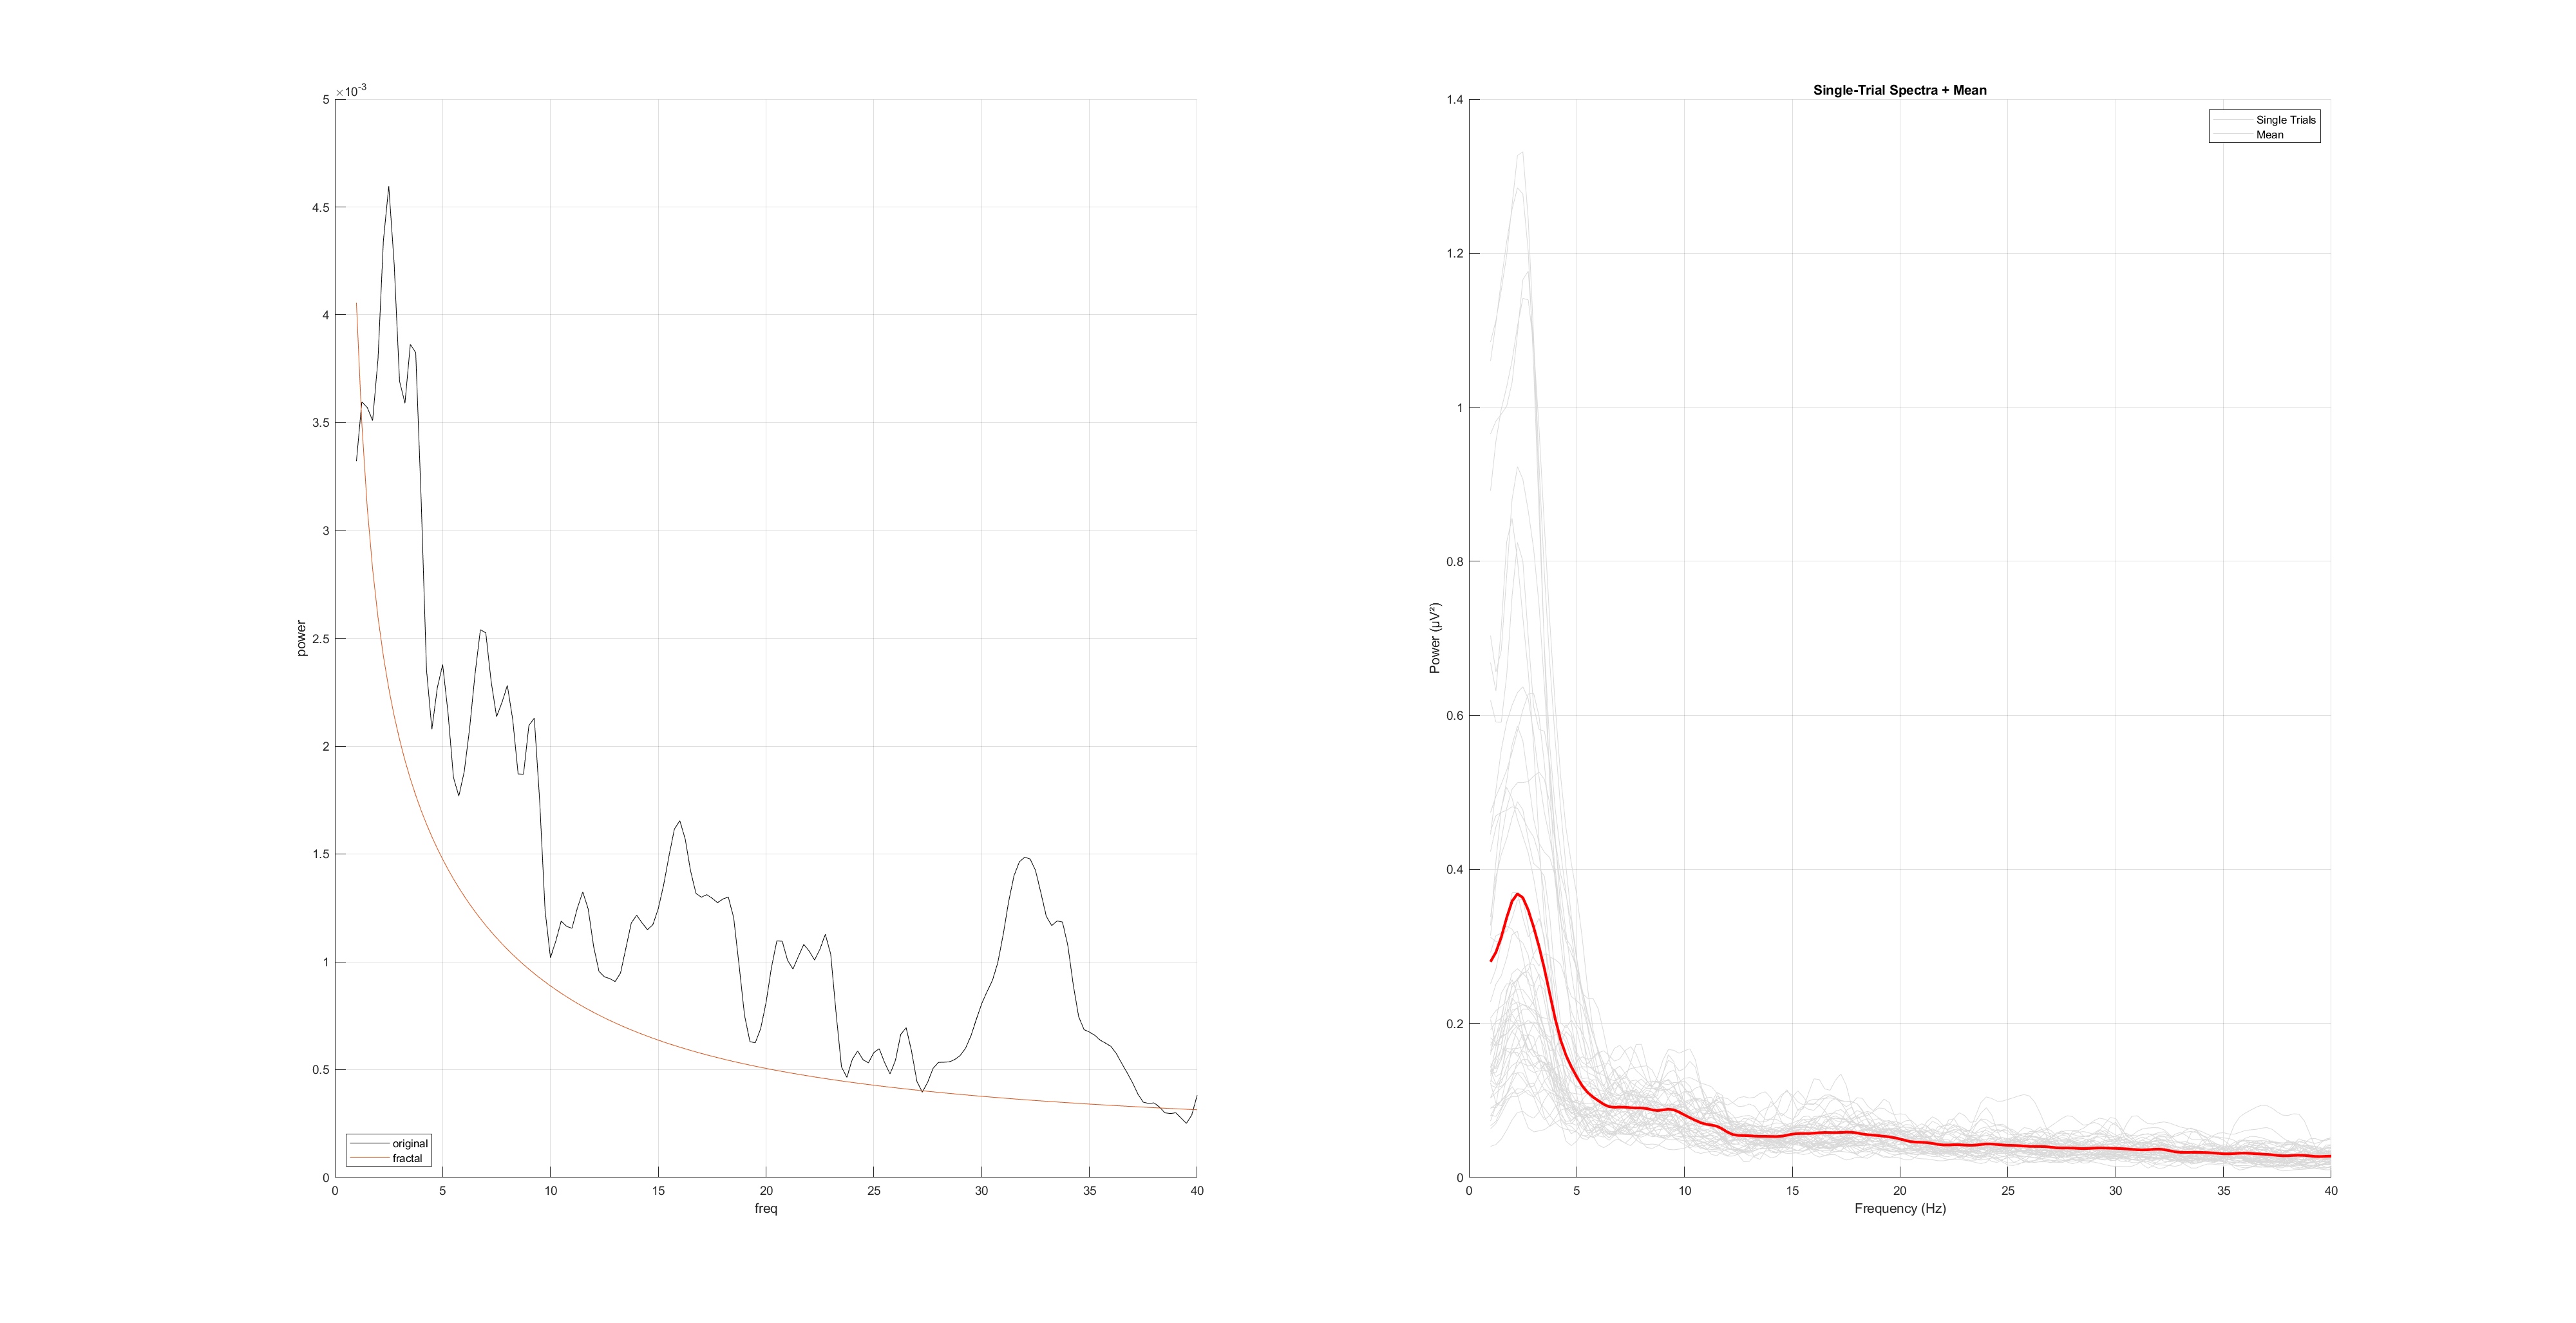 ×10-3
5
4.5
4
3.5
3
2.5
2
1.5
1
0.5
0
power
original
fractal
0 5 10 15 20 25 30 35 40
freq
Single-Trial Spectra + Mean
1.4
1.2
1
0.8
0.6
0.4
0.2
0
Power (µV²)
Single Trials
Mean
0 5 10 15 20 25 30 35 40
Frequency (Hz)